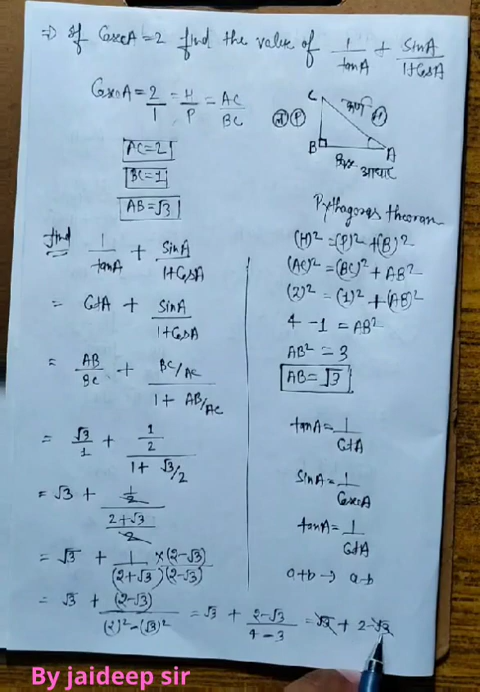 ⇒ If CosecA = 2 find the value of 1/tanA + SinA/1+CosA
CosecA = 2/1 = H/P = AC/BC
AC = 2
BC = 1
AB = √3
C
कर्ण H
P
B
A
आधार
Pythagoras theoram
(H)² = (P)² + (B)²
(AC)² = (BC)² + AB²
(2)² = (1)² + (AB)²
4 - 1 = AB²
AB² = 3
AB = √3
find 1/tanA + SinA/1+CosA
= CotA + SinA/1+CosA
= AB/BC + BC/AC / 1 + AB/AC
= √3/1 + 1/2 / 1 + √3/2
= √3 + 1/2 / 2+√3/2
= √3 + 1/(2+√3) × (2-√3)/(2-√3)
= √3 + (2-√3)/(2)² - (√3)² = √3 + 2-√3/4-3 = √3 + 2-√3
tanA = 1/CotA
SinA = 1/CosecA
tanA = 1/CotA
a+b → a-b
By jaideep sir